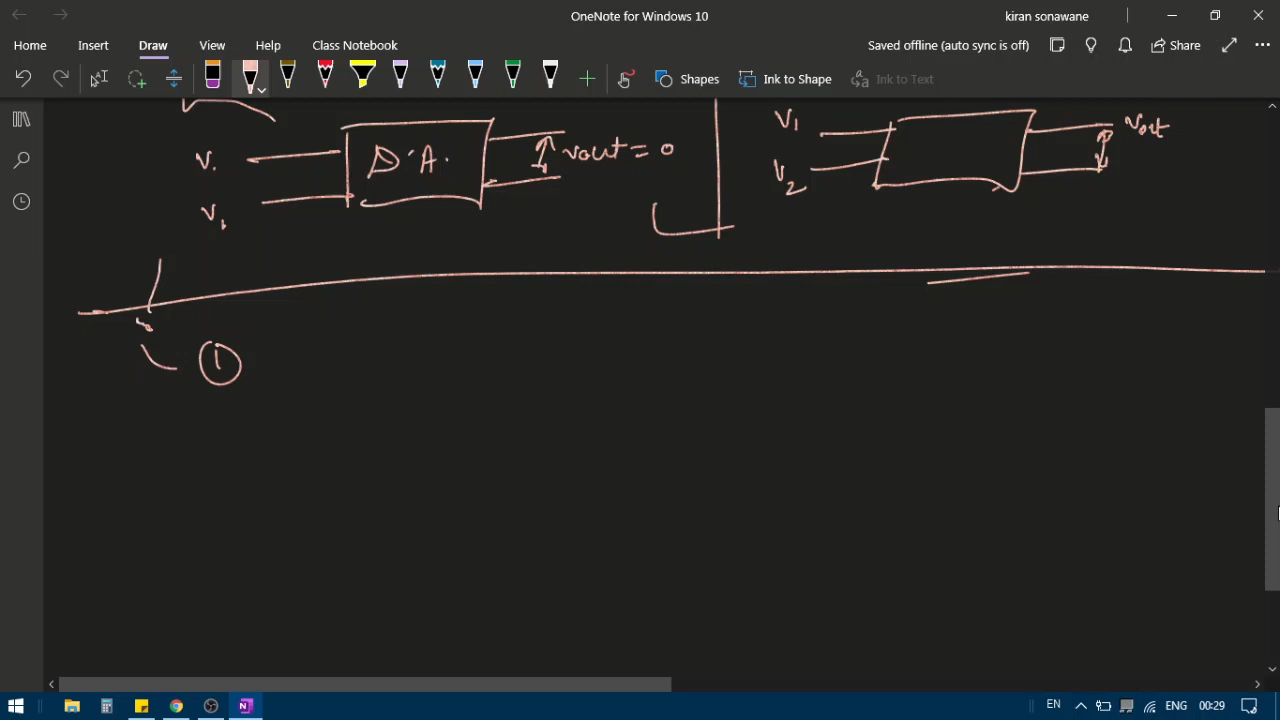 OneNote for Windows 10
kiran sonawane
Home Insert Draw View Help Class Notebook
Saved offline (auto sync is off) Share
Shapes Ink to Shape Ink to Text
V1 Vout
V. D.A. Vout = 0
V2
V1
1
EN ENG 00:29